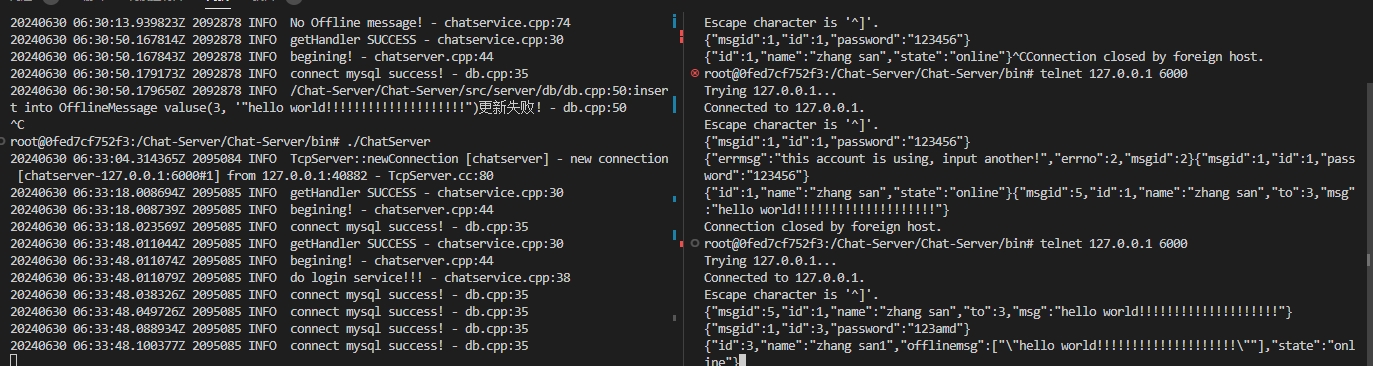 20240630 06:30:13.939823Z 2092878 INFO  No Offline message! - chatservice.cpp:74
20240630 06:30:50.167814Z 2092878 INFO  getHandler SUCCESS - chatservice.cpp:30
20240630 06:30:50.167843Z 2092878 INFO  begining! - chatserver.cpp:44
20240630 06:30:50.179173Z 2092878 INFO  connect mysql success! - db.cpp:35
20240630 06:30:50.179650Z 2092878 INFO  /Chat-Server/Chat-Server/src/server/db/db.cpp:50:inser
t into OfflineMessage valuse(3, '"hello world!!!!!!!!!!!!!!!!!!!!")更新失败! - db.cpp:50
^C
root@0fed7cf752f3:/Chat-Server/Chat-Server/bin# ./ChatServer
20240630 06:33:04.314365Z 2095084 INFO  TcpServer::newConnection [chatserver] - new connection
[chatserver-127.0.0.1:6000#1] from 127.0.0.1:40882 - TcpServer.cc:80
20240630 06:33:18.008694Z 2095085 INFO  getHandler SUCCESS - chatservice.cpp:30
20240630 06:33:18.008739Z 2095085 INFO  begining! - chatserver.cpp:44
20240630 06:33:18.023569Z 2095085 INFO  connect mysql success! - db.cpp:35
20240630 06:33:48.011044Z 2095085 INFO  getHandler SUCCESS - chatservice.cpp:30
20240630 06:33:48.011074Z 2095085 INFO  begining! - chatserver.cpp:44
20240630 06:33:48.011079Z 2095085 INFO  do login service!!! - chatservice.cpp:38
20240630 06:33:48.038326Z 2095085 INFO  connect mysql success! - db.cpp:35
20240630 06:33:48.049726Z 2095085 INFO  connect mysql success! - db.cpp:35
20240630 06:33:48.088934Z 2095085 INFO  connect mysql success! - db.cpp:35
20240630 06:33:48.100377Z 2095085 INFO  connect mysql success! - db.cpp:35
Escape character is '^]'.
{"msgid":1,"id":1,"password":"123456"}
{"id":1,"name":"zhang san","state":"online"}^CConnection closed by foreign host.
root@0fed7cf752f3:/Chat-Server/Chat-Server/bin# telnet 127.0.0.1 6000
Trying 127.0.0.1...
Connected to 127.0.0.1.
Escape character is '^]'.
{"msgid":1,"id":1,"password":"123456"}
{"errmsg":"this account is using, input another!","errno":2,"msgid":2}{"msgid":1,"id":1,"pass
word":"123456"}
{"id":1,"name":"zhang san","state":"online"}{"msgid":5,"id":1,"name":"zhang san","to":3,"msg"
:"hello world!!!!!!!!!!!!!!!!!!!!"}
Connection closed by foreign host.
root@0fed7cf752f3:/Chat-Server/Chat-Server/bin# telnet 127.0.0.1 6000
Trying 127.0.0.1...
Connected to 127.0.0.1.
Escape character is '^]'.
{"msgid":5,"id":1,"name":"zhang san","to":3,"msg":"hello world!!!!!!!!!!!!!!!!!!!!"}
{"msgid":1,"id":3,"password":"123amd"}
{"id":3,"name":"zhang san1","offlinemsg":["\"hello world!!!!!!!!!!!!!!!!!!!!\""],"state":"onl
ine"}